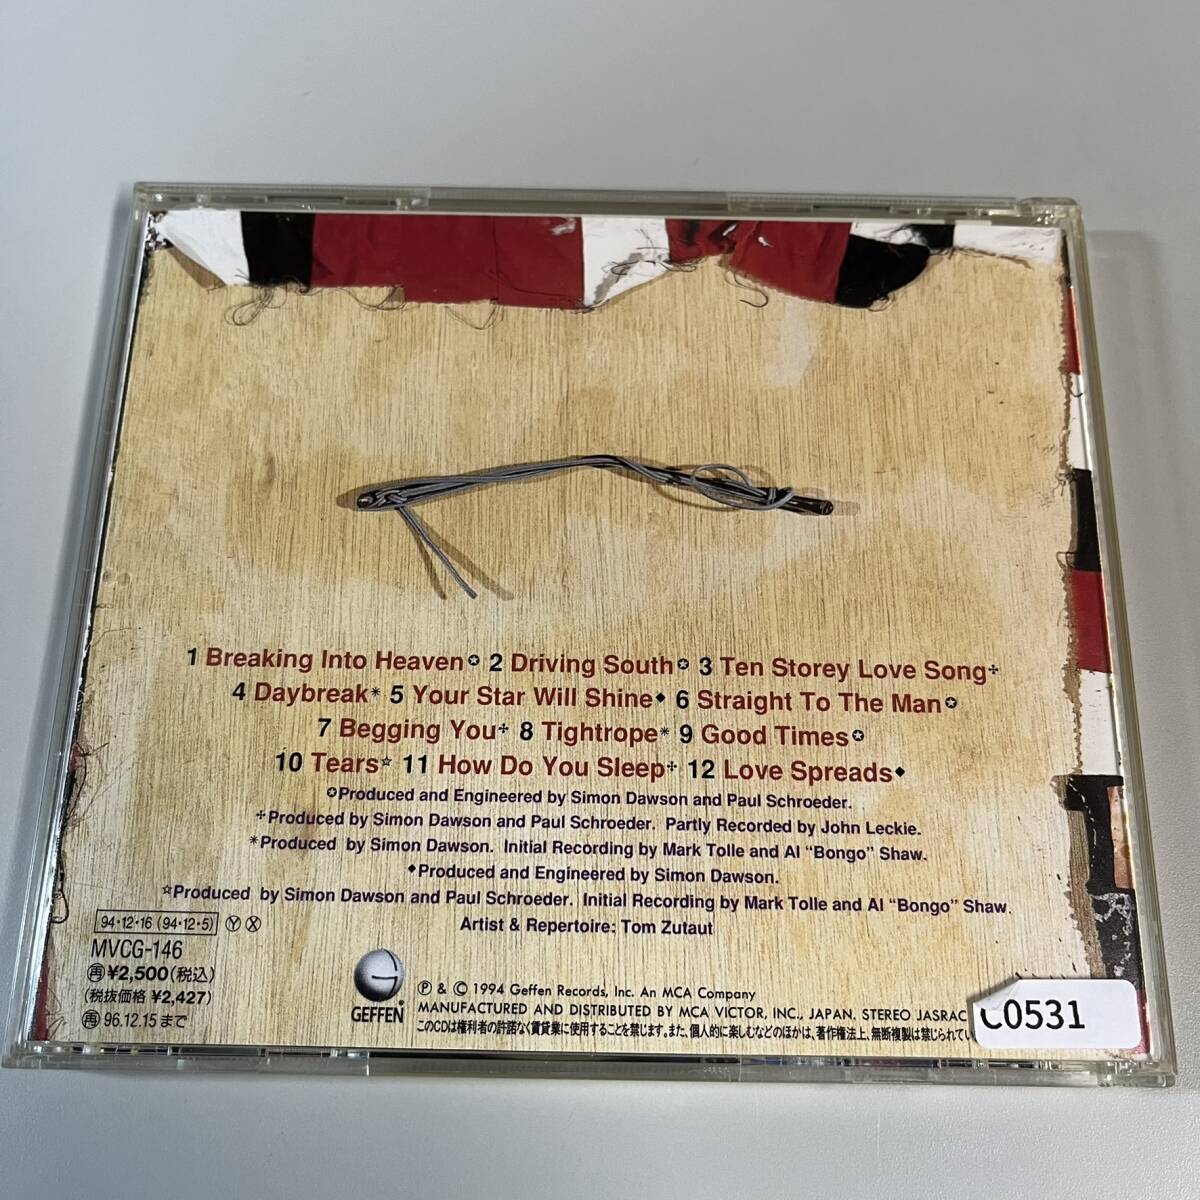 1 Breaking Into Heaven✪ 2 Driving South✪ 3 Ten Storey Love Song✢
4 Daybreak* 5 Your Star Will Shine◆ 6 Straight To The Man✪
7 Begging You✢ 8 Tightrope* 9 Good Times✪
10 Tears☆ 11 How Do You Sleep✢ 12 Love Spreads◆
✪Produced and Engineered by Simon Dawson and Paul Schroeder.
✢Produced by Simon Dawson and Paul Schroeder. Partly Recorded by John Leckie.
*Produced by Simon Dawson. Initial Recording by Mark Tolle and Al “Bongo” Shaw.
◆Produced and Engineered by Simon Dawson.
☆Produced by Simon Dawson and Paul Schroeder. Initial Recording by Mark Tolle and Al “Bongo” Shaw.
Artist & Repertoire: Tom Zutaut
94・12・16 (94・12・5) Ⓨ Ⓧ
MVCG-146
㊢¥2,500(税込)
(税抜価格 ¥2,427)
96.12.15まで
GEFFEN®
Ⓟ & © 1994 Geffen Records, Inc. An MCA Company
MANUFACTURED AND DISTRIBUTED BY MCA VICTOR, INC., JAPAN. STEREO JASRAC
このCDは権利者の許諾なく賃貸業に使用することを禁じます。また、個人的に楽しむなどのほかは、著作権法上、無断複製は禁じられてい
C0531